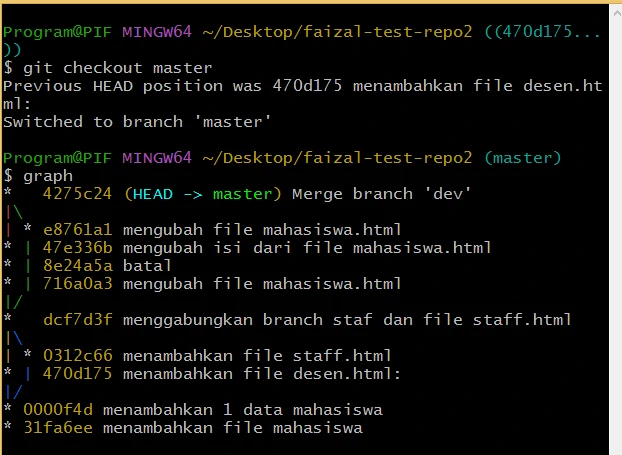 Program@PIF MINGW64 ~/Desktop/faizal-test-repo2 ((470d175...
))
$ git checkout master
Previous HEAD position was 470d175 menambahkan file desen.ht
ml:
Switched to branch 'master'
Program@PIF MINGW64 ~/Desktop/faizal-test-repo2 (master)
$ graph
*   4275c24 (HEAD -> master) Merge branch 'dev'
|\
| * e8761a1 mengubah file mahasiswa.html
* | 47e336b mengubah isi dari file mahasiswa.html
* | 8e24a5a batal
* | 716a0a3 mengubah file mahasiswa.html
|/
*   dcf7d3f menggabungkan branch staf dan file staff.html
|\
| * 0312c66 menambahkan file staff.html
* | 470d175 menambahkan file desen.html:
|/
* 0000f4d menambahkan 1 data mahasiswa
* 31fa6ee menambahkan file mahasiswa